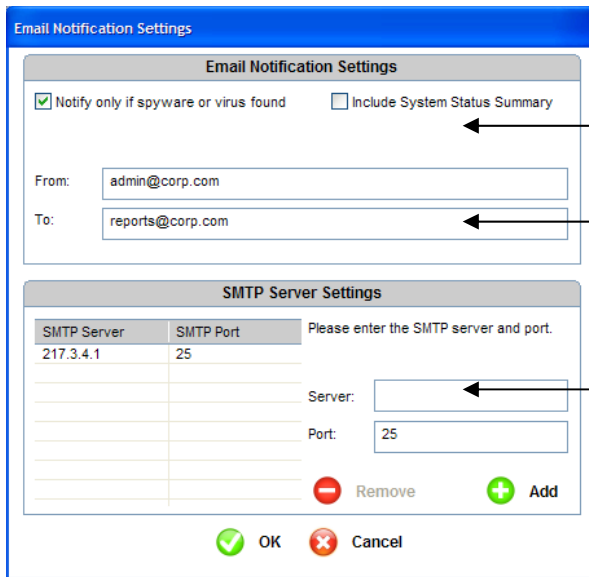 Email Notification Settings
Email Notification Settings
Notify only if spyware or virus found Include System Status Summary
From: admin@corp.com
To: reports@corp.com
SMTP Server Settings
SMTP Server SMTP Port Please enter the SMTP server and port.
217.3.4.1 25
Server:
Port: 25
Remove Add
OK Cancel